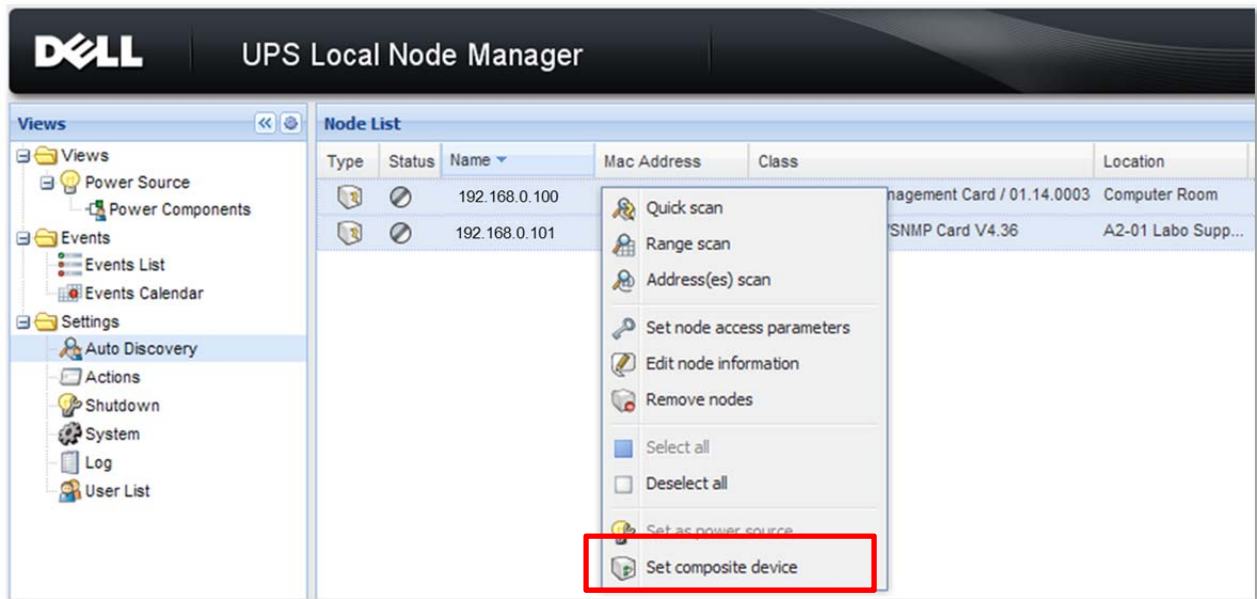 DELL
UPS Local Node Manager
Views
Views
Power Source
Power Components
Events
Events List
Events Calendar
Settings
Auto Discovery
Actions
Shutdown
System
Log
User List
Node List
Type Status Name Mac Address Class Location
192.168.0.100 nagement Card / 01.14.0003 Computer Room
192.168.0.101 /SNMP Card V4.36 A2-01 Labo Supp...
Quick scan
Range scan
Address(es) scan
Set node access parameters
Edit node information
Remove nodes
Select all
Deselect all
Set as power source
Set composite device